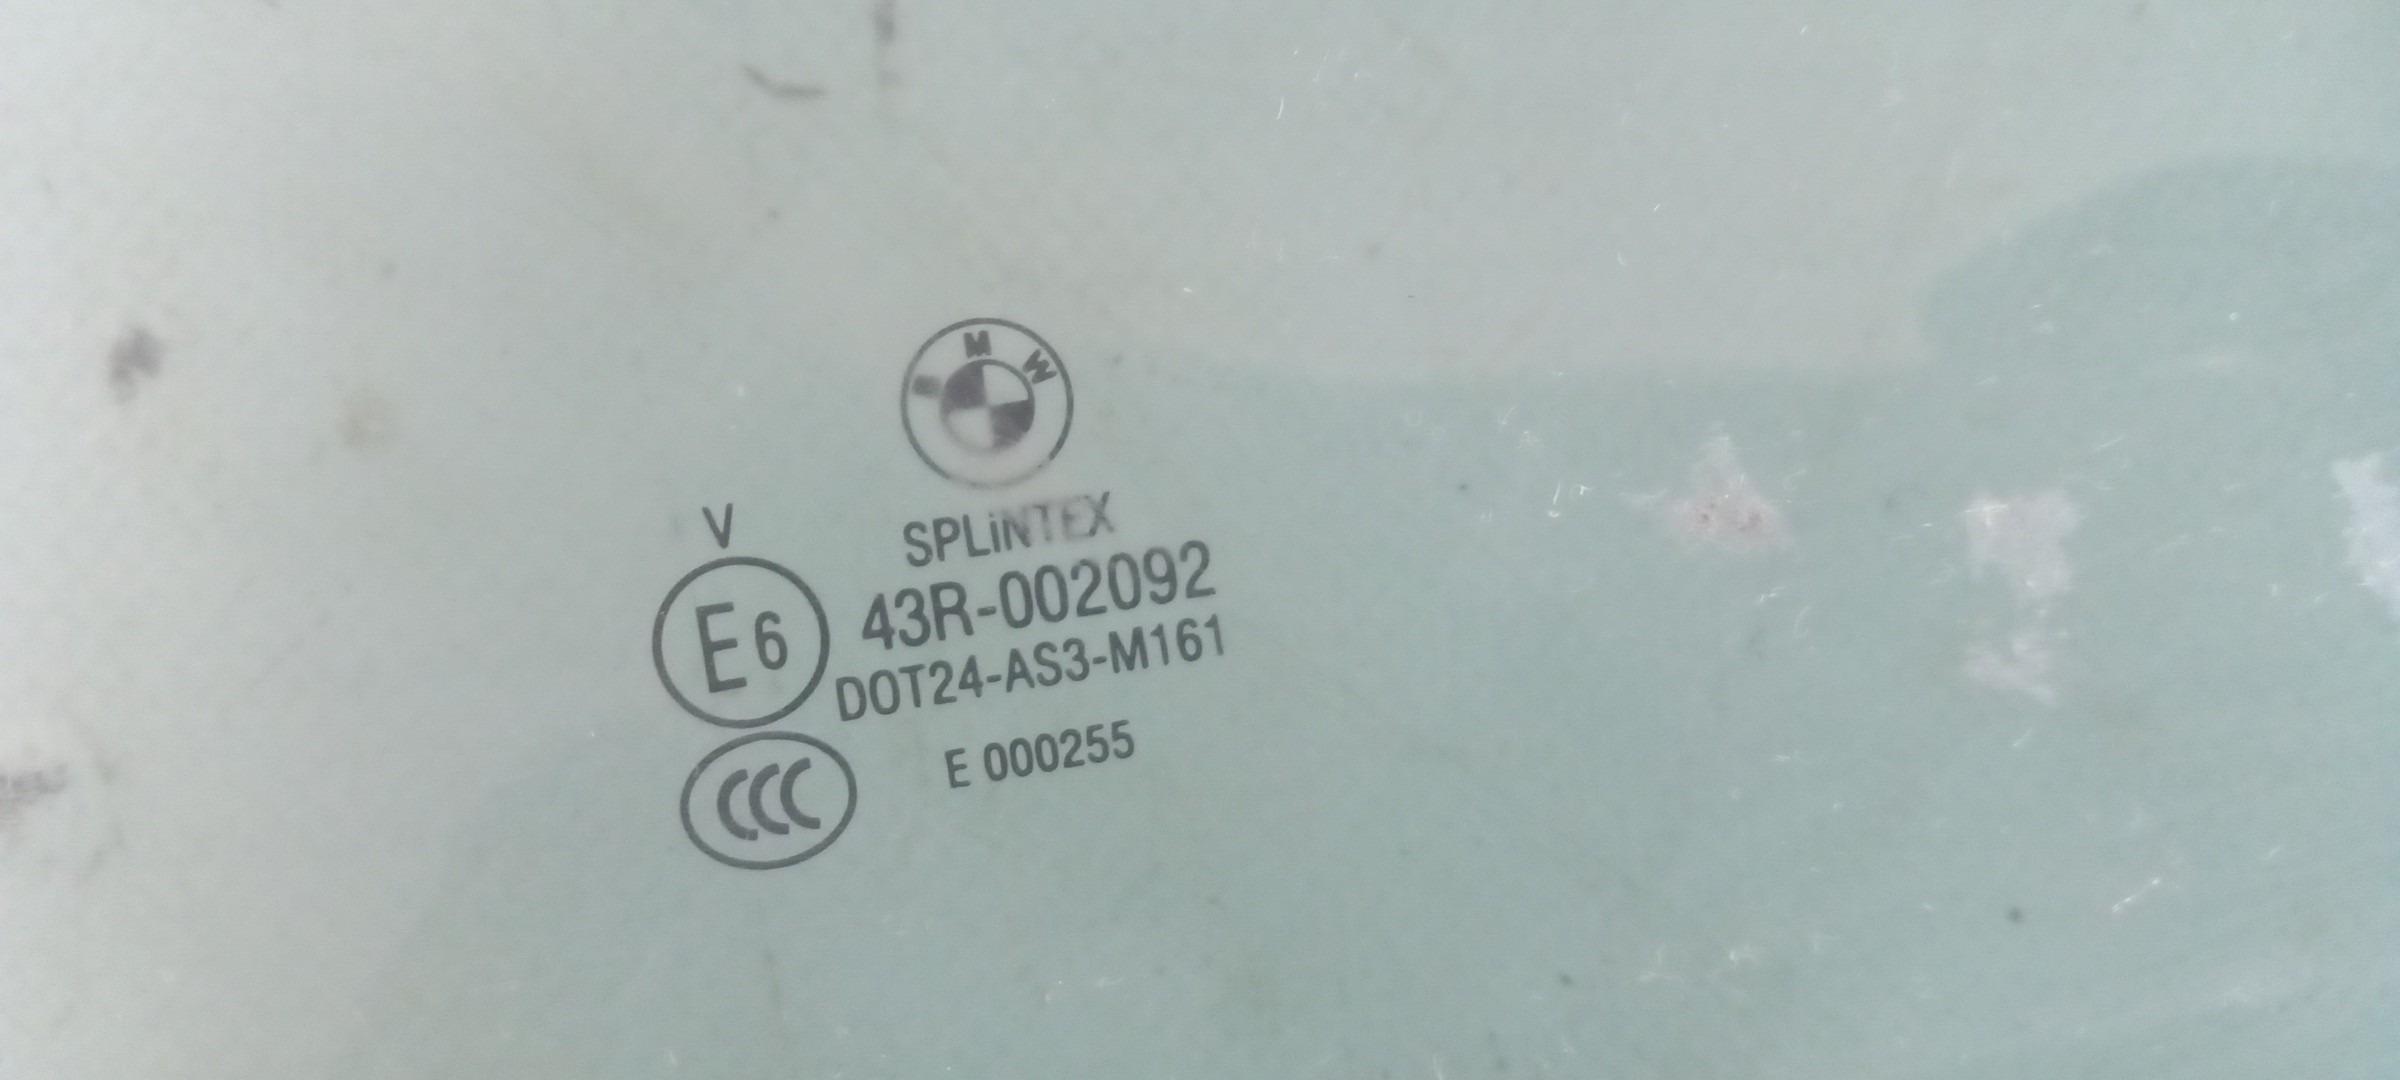 BMW
SPLiNTEX
V
E6
43R-002092
DOT24-AS3-M161
CCC
E 000255